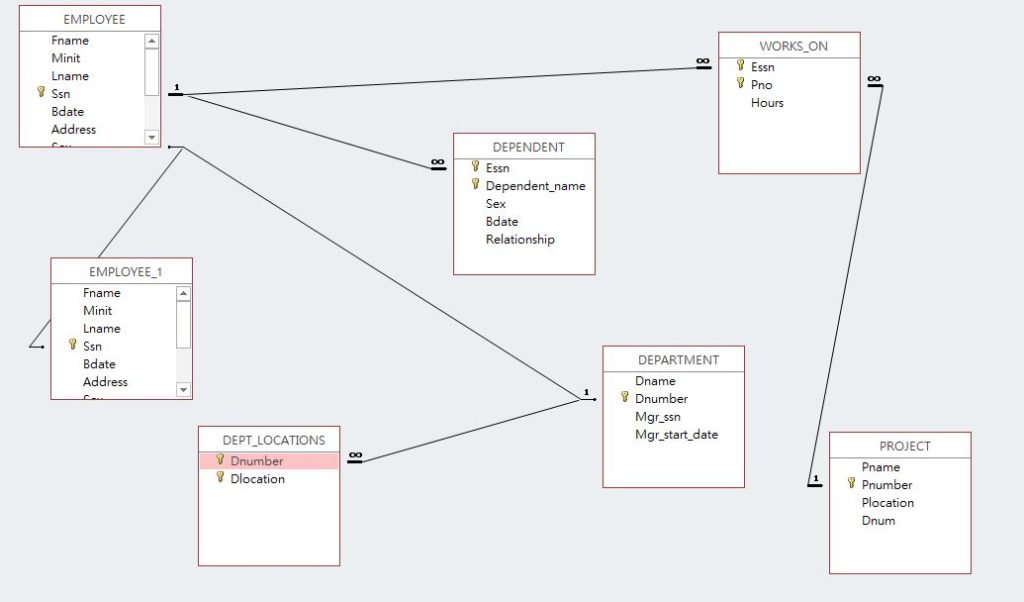 EMPLOYEE
Fname
Minit
Lname
Ssn
Bdate
Address
1
∞
WORKS_ON
Essn
Pno
Hours
∞
∞
DEPENDENT
Essn
Dependent_name
Sex
Bdate
Relationship
EMPLOYEE_1
Fname
Minit
Lname
Ssn
Bdate
Address
1
DEPARTMENT
Dname
Dnumber
Mgr_ssn
Mgr_start_date
DEPT_LOCATIONS
Dnumber
Dlocation
∞
1
PROJECT
Pname
Pnumber
Plocation
Dnum